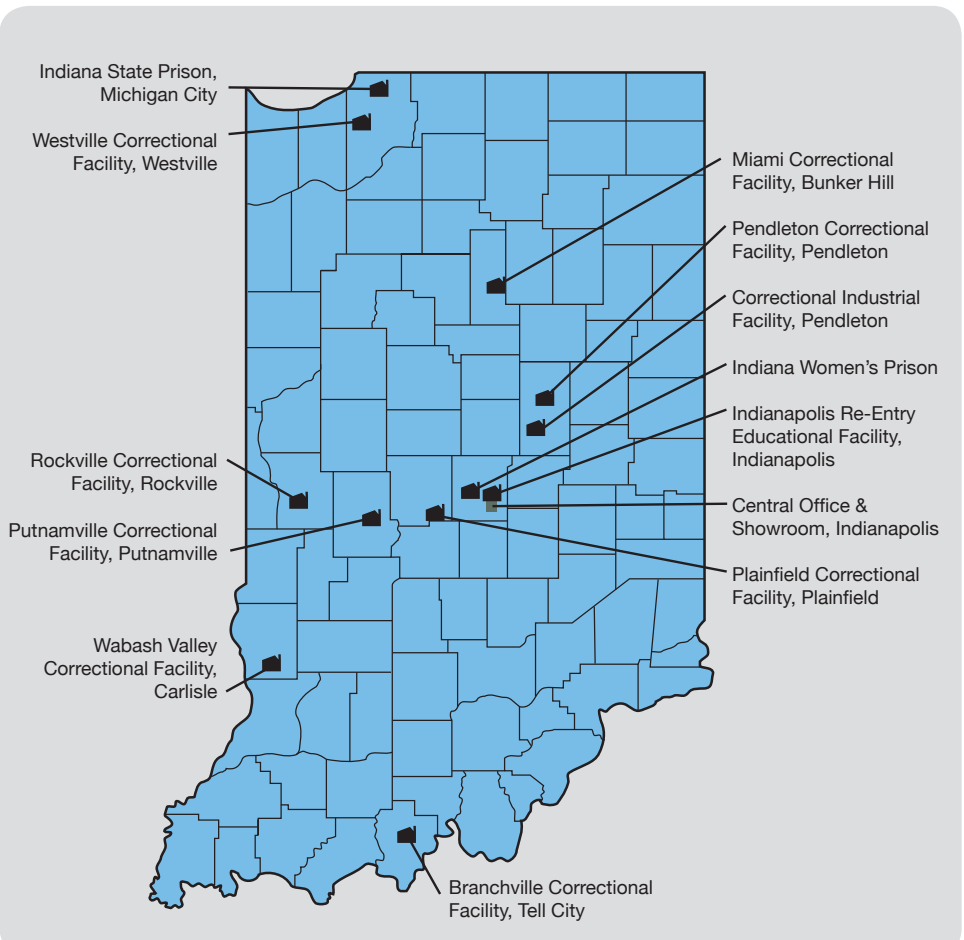 Indiana State Prison,
Michigan City
Westville Correctional
Facility, Westville
Miami Correctional
Facility, Bunker Hill
Pendleton Correctional
Facility, Pendleton
Correctional Industrial
Facility, Pendleton
Indiana Women’s Prison
Indianapolis Re-Entry
Educational Facility,
Indianapolis
Rockville Correctional
Facility, Rockville
Central Office &
Showroom, Indianapolis
Putnamville Correctional
Facility, Putnamville
Plainfield Correctional
Facility, Plainfield
Wabash Valley
Correctional Facility,
Carlisle
Branchville Correctional
Facility, Tell City